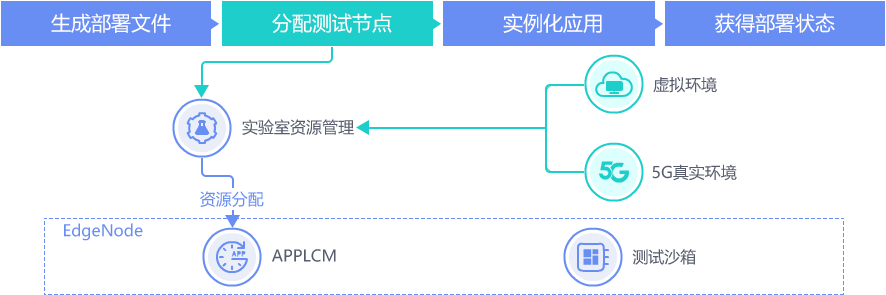 生成部署文件
分配测试节点
实例化应用
获得部署状态
虚拟环境
实验室资源管理
5G
5G真实环境
资源分配
EdgeNode
APP
APPLCM
测试沙箱